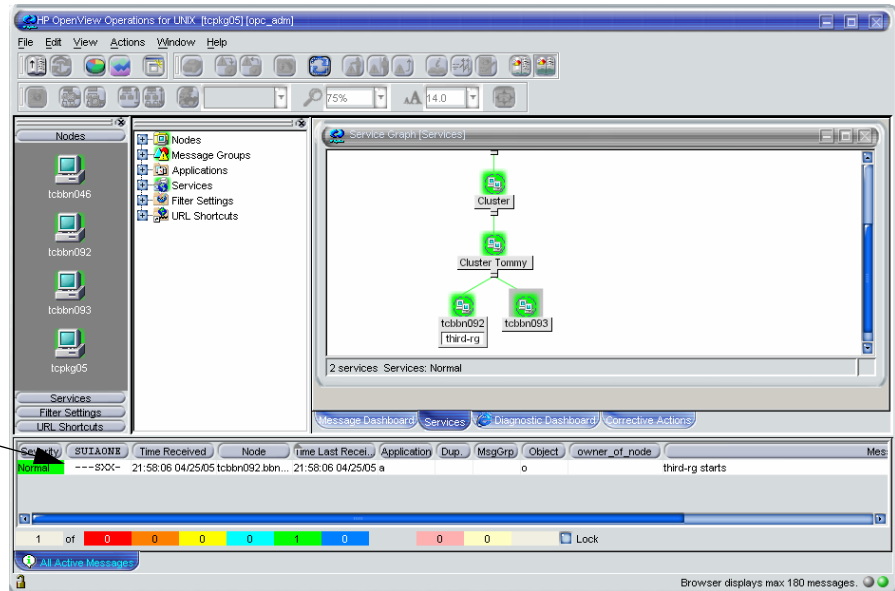 HP OpenView Operations for UNIX [tcpkg05] [opc_adm]
File Edit View Actions Window Help
75% 14.0
Nodes
tcbbn046
tcbbn092
tcbbn093
tcpkg05
Services
Filter Settings
URL Shortcuts
Nodes
Message Groups
Applications
Services
Filter Settings
URL Shortcuts
Service Graph [Services]
Cluster
Cluster Tommy
tcbbn092 tcbbn093
third-rg
2 services Services: Normal
Message Dashboard Services Diagnostic Dashboard Corrective Actions
Severity SUIAONE Time Received Node Time Last Recei... Application Dup. MsgGrp Object owner_of_node Mes
Normal ---SXX- 21:58:06 04/25/05 tcbbn092.bbn... 21:58:06 04/25/05 a o third-rg starts
1 of 0 0 0 0 1 0 0 0 Lock
All Active Messages
Browser displays max 180 messages.